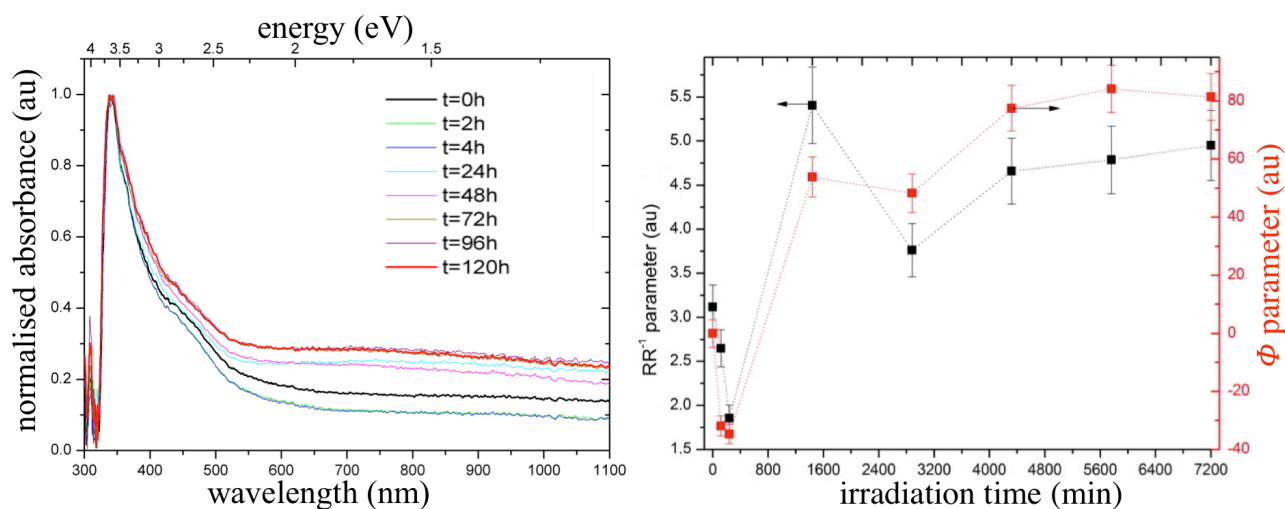 energy (eV)
4 3.5 3 2.5 2 1.5
normalised absorbance (au)
1.0
0.8
0.6
0.4
0.2
0.0
t=0h
t=2h
t=4h
t=24h
t=48h
t=72h
t=96h
t=120h
300 400 500 600 700 800 900 1000 1100
wavelength (nm)
RR⁻¹ parameter (au)
5.5
5.0
4.5
4.0
3.5
3.0
2.5
2.0
1.5
80
60
40
20
0
-20
-40
Φ parameter (au)
0 800 1600 2400 3200 4000 4800 5600 6400 7200
irradiation time (min)